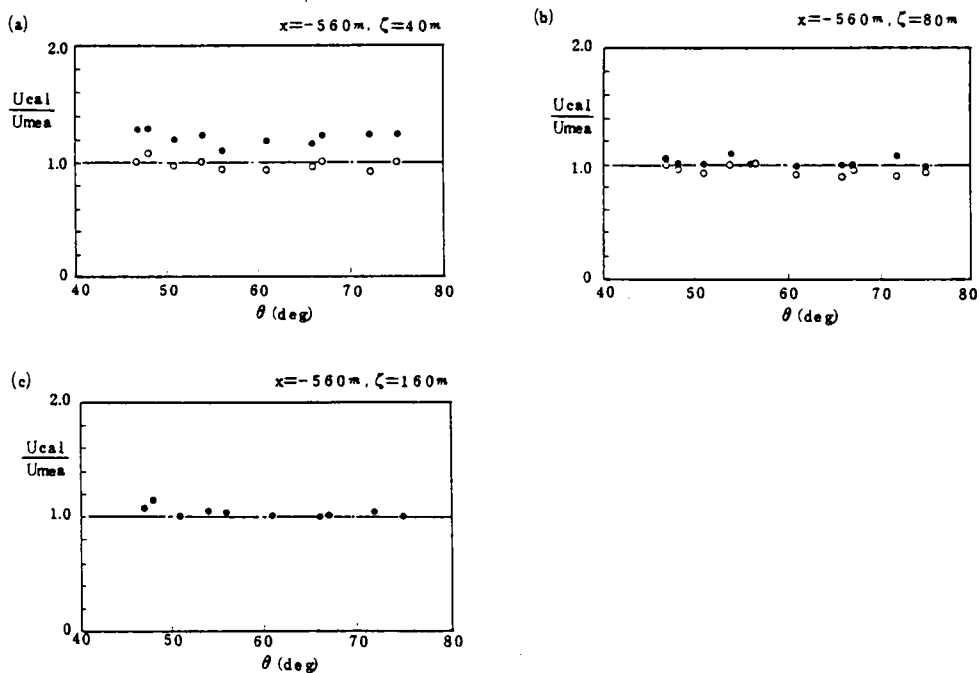 (a)
x=-560m, ζ=40m
2.0
Ucal
Umea
1.0
0
40 50 60 70 80
θ (deg)
(b)
x=-560m, ζ=80m
2.0
Ucal
Umea
1.0
0
40 50 60 70 80
θ (deg)
(c)
x=-560m, ζ=160m
2.0
Ucal
Umea
1.0
0
40 50 60 70 80
θ (deg)